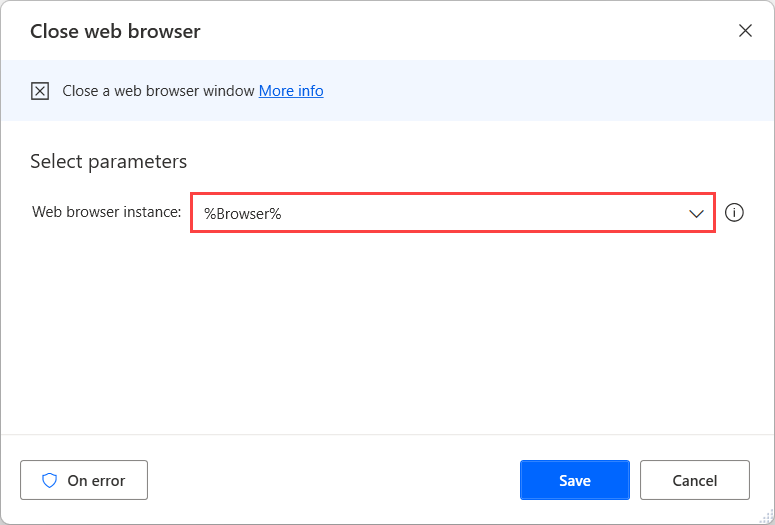 Close web browser
Close a web browser window More info
Select parameters
Web browser instance: %Browser%
On error Save Cancel